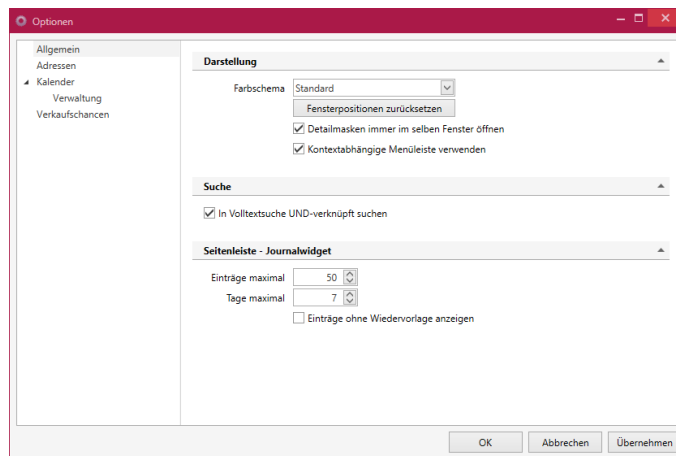 Optionen
Allgemein
Adressen
Kalender
Verwaltung
Verkaufschancen
Darstellung
Farbschema Standard
Fensterpositionen zurücksetzen
Detailmasken immer im selben Fenster öffnen
Kontextabhängige Menüleiste verwenden
Suche
In Volltextsuche UND-verknüpft suchen
Seitenleiste - Journalwidget
Einträge maximal 50
Tage maximal 7
Einträge ohne Wiedervorlage anzeigen
OK Abbrechen Übernehmen